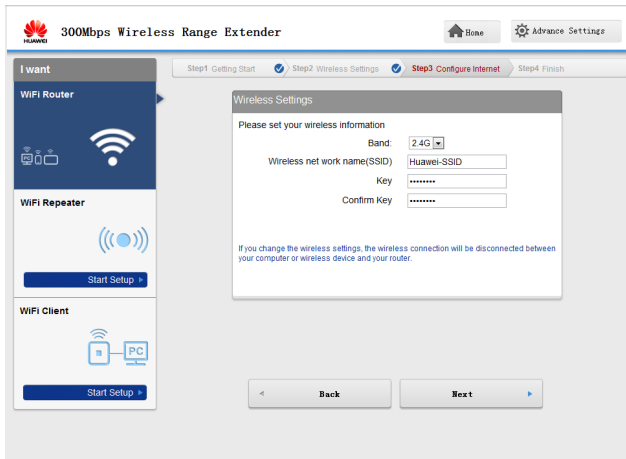 HUAWEI
300Mbps Wireless Range Extender
Home
Advance Settings
I want
Step1 Getting Start
Step2 Wireless Settings
Step3 Configure Internet
Step4 Finish
WiFi Router
PC
WiFi Repeater
Start Setup
WiFi Client
PC
Start Setup
Wireless Settings
Please set your wireless information
Band: 2.4G
Wireless net work name(SSID) Huawei-SSID
Key ••••••••
Confirm Key ••••••••
If you change the wireless settings, the wireless connection will be disconnected between
your computer or wireless device and your router.
Back
Next